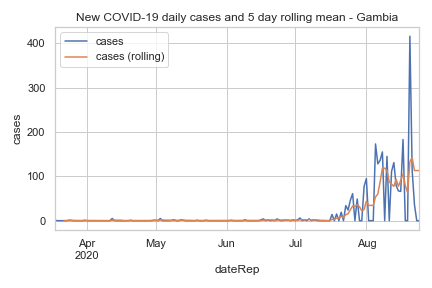 New COVID-19 daily cases and 5 day rolling mean - Gambia
cases
cases (rolling)
400
300
200
100
0
cases
Apr
2020
May
Jun
Jul
Aug
dateRep